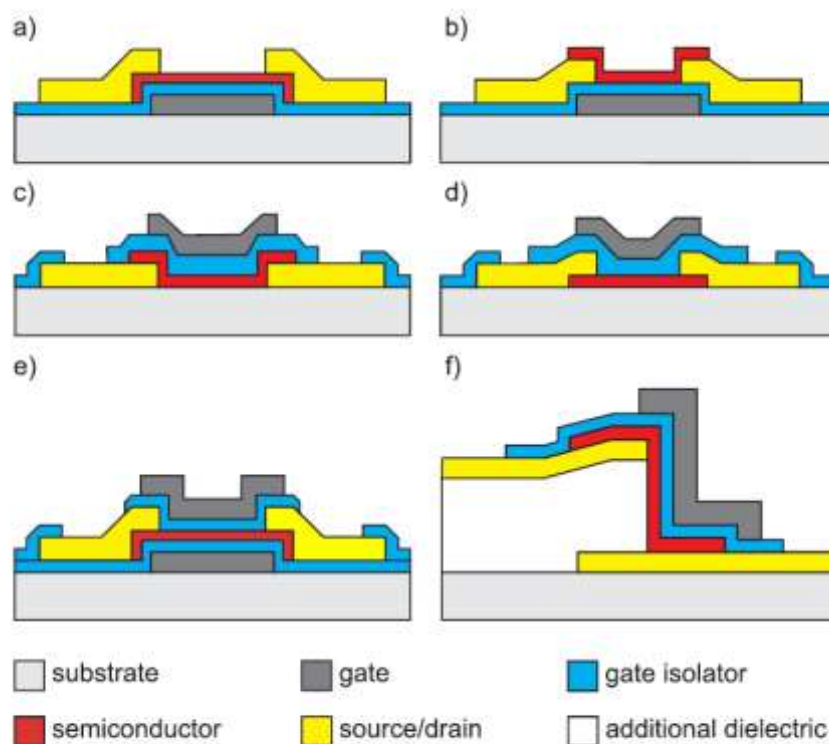 a)
b)
c)
d)
e)
f)
substrate
gate
gate isolator
semiconductor
source/drain
additional dielectric